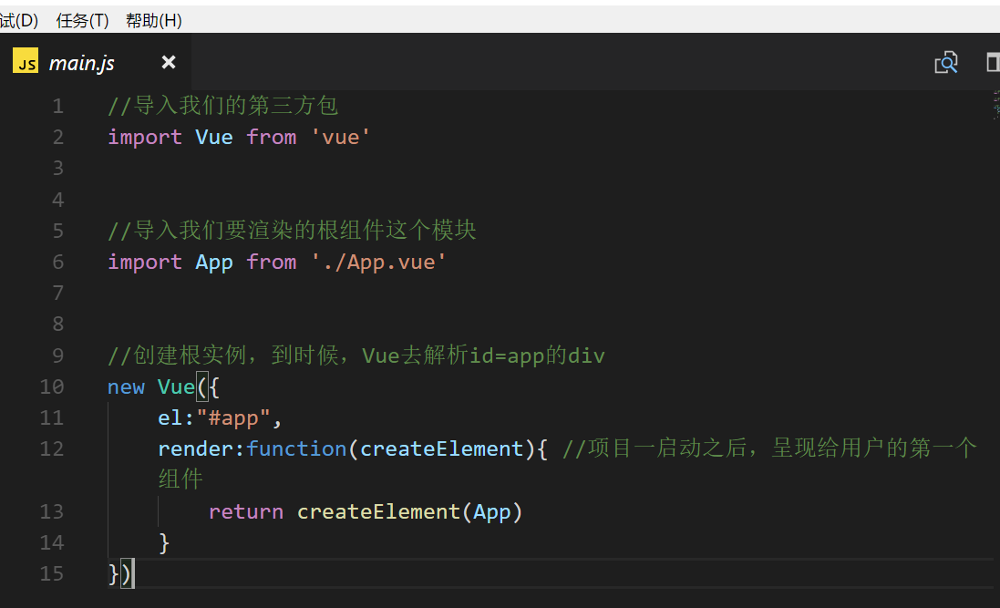 试(D) 任务(T) 帮助(H)
JS main.js ×
1 //导入我们的第三方包
2 import Vue from 'vue'
3
4
5 //导入我们要渲染的根组件这个模块
6 import App from './App.vue'
7
8
9 //创建根实例，到时候，Vue去解析id=app的div
10 new Vue({
11 el:"#app",
12 render:function(createElement){ //项目一启动之后，呈现给用户的第一个
组件
13 return createElement(App)
14 }
15 })